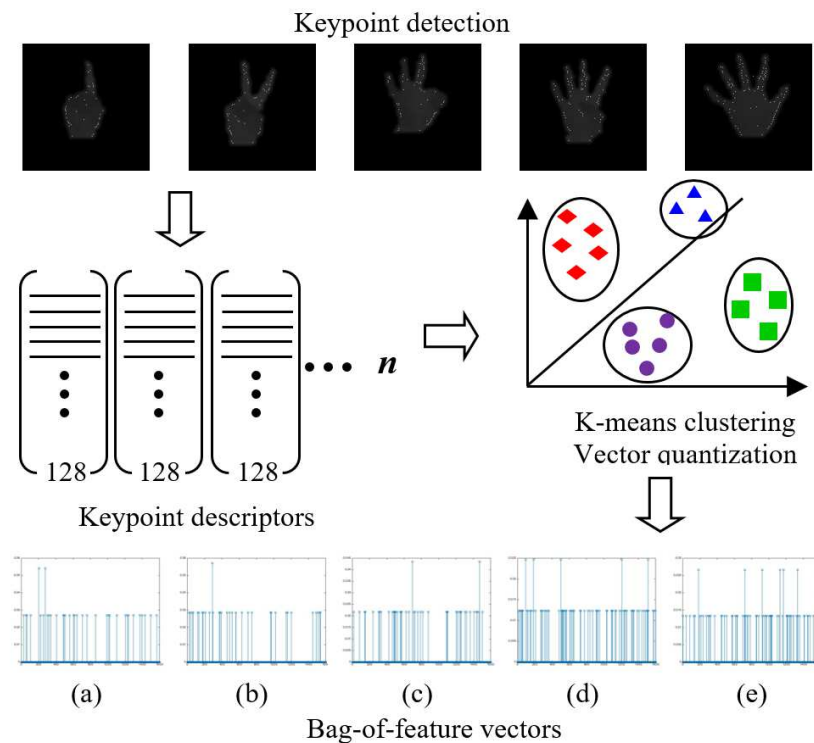 Keypoint detection
n
128 128 128
K-means clustering
Vector quantization
Keypoint descriptors
(a) (b) (c) (d) (e)
Bag-of-feature vectors